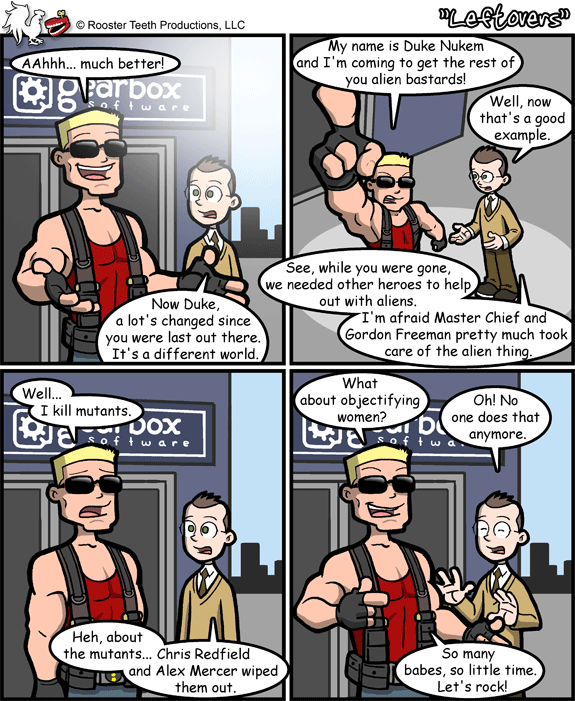 © Rooster Teeth Productions, LLC
"Leftovers"
AAhhh... much better!
gearbox
software
Now Duke,
a lot's changed since
you were last out there.
It's a different world.
My name is Duke Nukem
and I'm coming to get the rest of
you alien bastards!
Well, now
that's a good
example.
See, while you were gone,
we needed other heroes to help
out with aliens.
I'm afraid Master Chief and
Gordon Freeman pretty much took
care of the alien thing.
Well...
I kill mutants.
g box
software
Heh, about
the mutants... Chris Redfield
and Alex Mercer wiped
them out.
What
about objectifying
women?
Oh! No
one does that
anymore.
g arbo
softwa
So many
babes, so little time.
Let's rock!